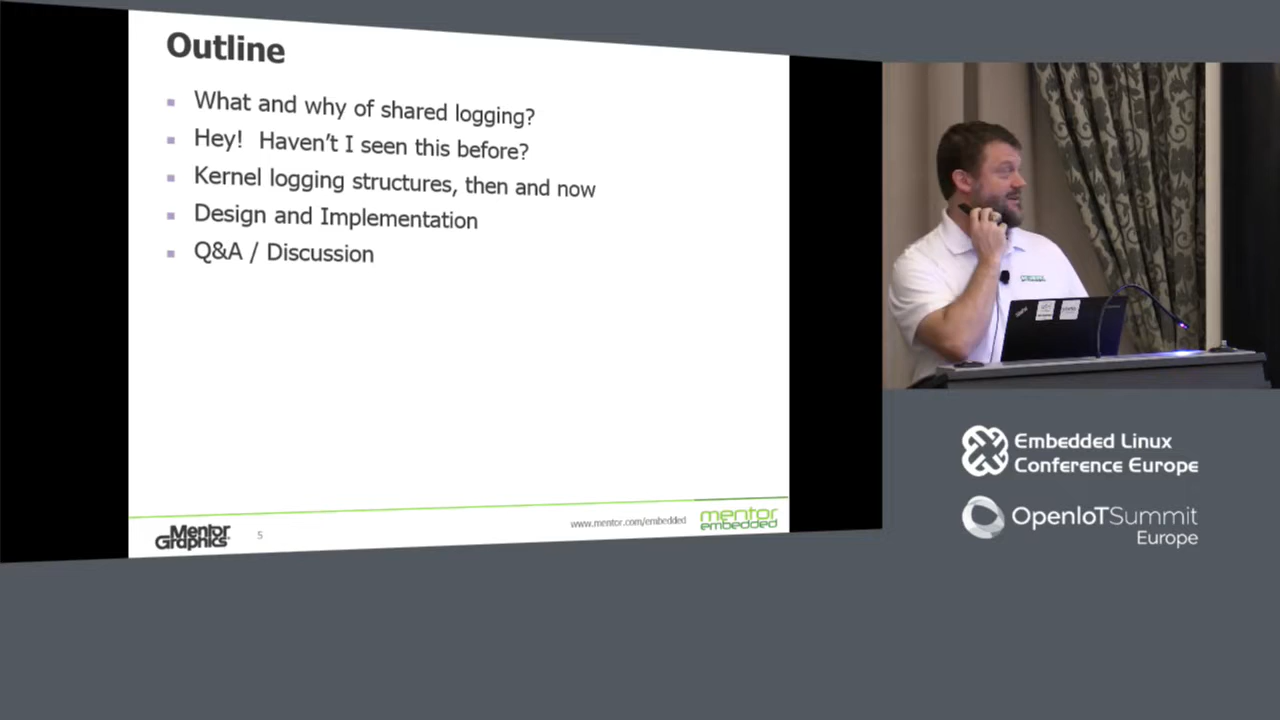 Outline
What and why of shared logging?
Hey! Haven't I seen this before?
Kernel logging structures, then and now
Design and Implementation
Q&A / Discussion
Mentor
Graphics
5
www.mentor.com/embedded
mentor
embedded
Embedded Linux
Conference Europe
OpenIoTSummit
Europe